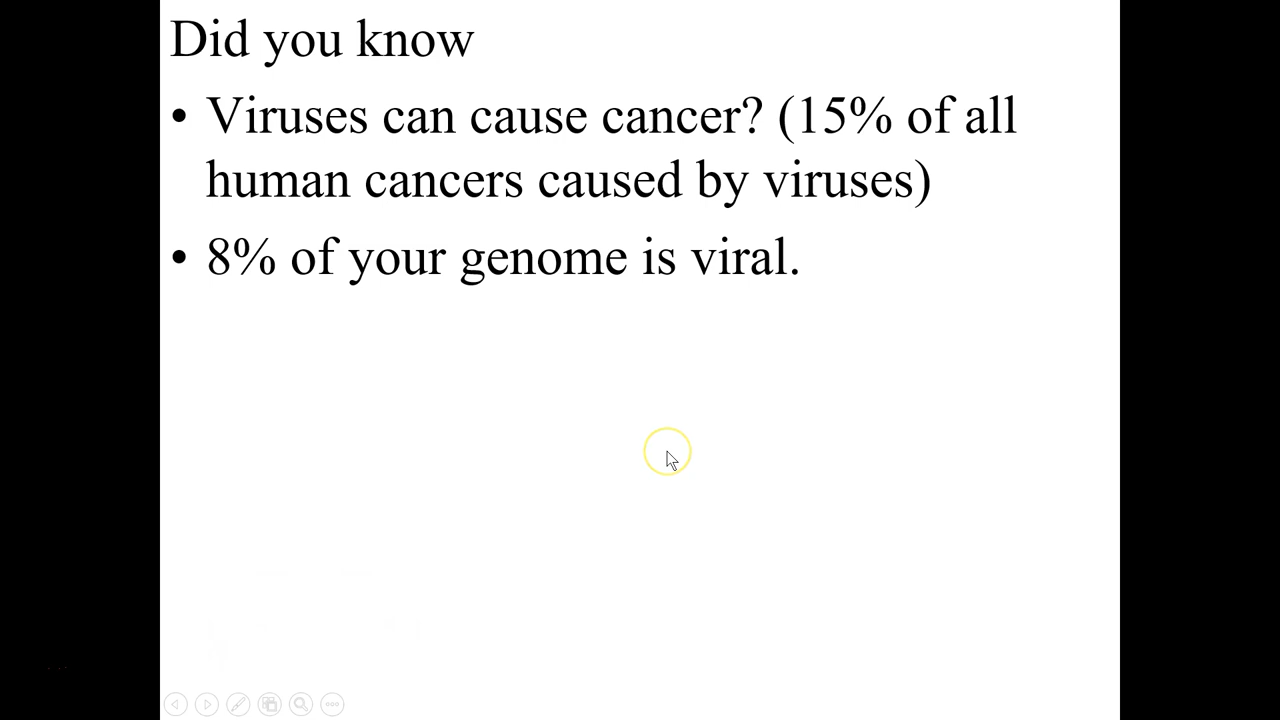 Did you know
• Viruses can cause cancer? (15% of all
human cancers caused by viruses)
• 8% of your genome is viral.